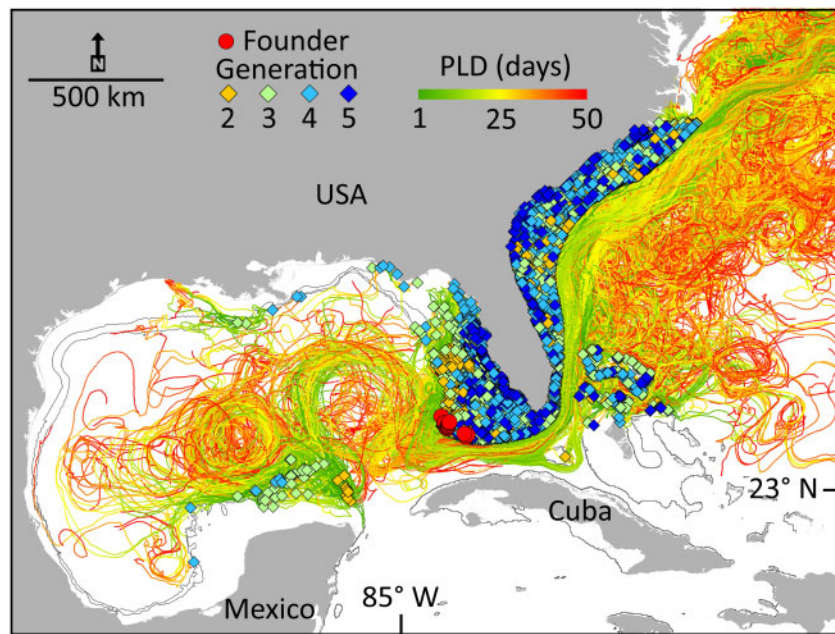 N
500 km
Founder
Generation
2 3 4 5
PLD (days)
1 25 50
USA
23° N
Cuba
Mexico
85° W